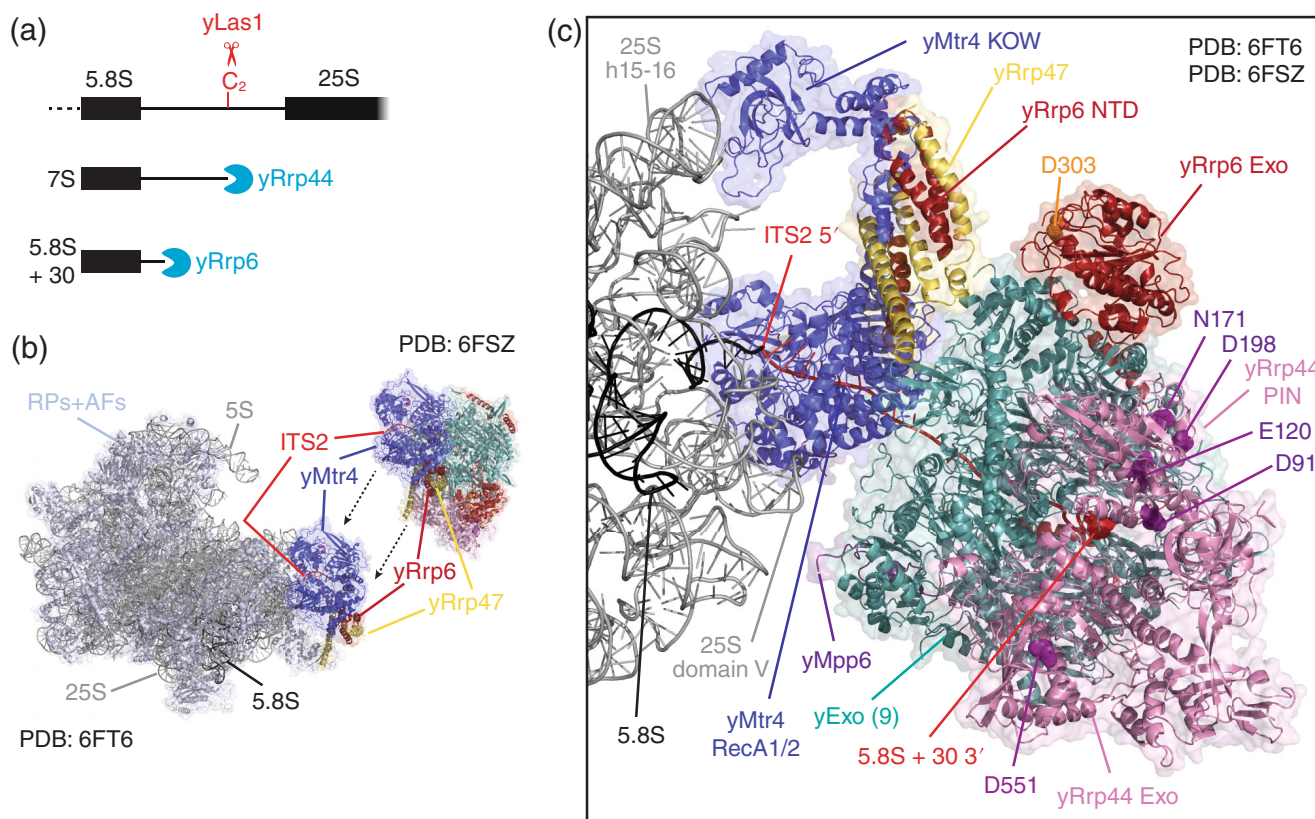 (a)
yLas1
C2
5.8S
25S
7S
yRrp44
5.8S
+ 30
yRrp6
(b)
PDB: 6FSZ
RPs+AFs
5S
ITS2
yMtr4
yRrp6
yRrp47
25S
5.8S
PDB: 6FT6
(c)
25S
h15-16
yMtr4 KOW
yRrp47
yRrp6 NTD
PDB: 6FT6
PDB: 6FSZ
D303
yRrp6 Exo
ITS2 5′
N171
D198
yRrp44
PIN
E120
D91
25S
domain V
yMpp6
5.8S
yMtr4
RecA1/2
yExo (9)
5.8S + 30 3′
D551
yRrp44 Exo